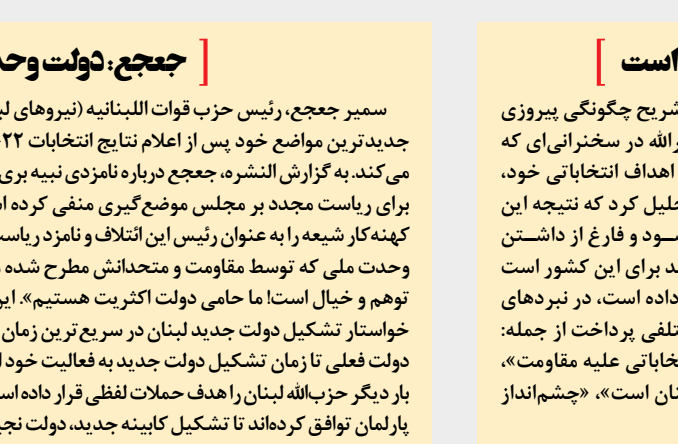 است ]
شریح چگونگی پیروزی
رالله در سخنرانی‌ای که
اهداف انتخاباتی خود،
حلیل کرد که نتیجه این
ـود و فارغ از داشـتن
ند برای این کشور است
داده است، در نبردهای
تلفی پرداخت از جمله:
خاباتی علیه مقاومت»،
نان است»، «چشم‌انداز
[ جعجع: دولت وحد
سمیر جعجع، رئیس حزب قوات اللبنانیه (نیروهای لب
جدیدترین مواضع خود پس از اعلام نتایج انتخابات ۲۲
می‌کند. به گزارش النشره، جعجع درباره نامزدی نبیه بری
برای ریاست مجدد بر مجلس موضع‌گیری منفی کرده ا
کهنه‌کار شیعه را به عنوان رئیس این ائتلاف و نامزد ریاست
وحدت ملی که توسط مقاومت و متحدانش مطرح شده
توهم و خیال است! ما حامی دولت اکثریت هستیم». این
خواستار تشکیل دولت جدید لبنان در سریع‌ترین زمان
دولت فعلی تا زمان تشکیل دولت جدید به فعالیت خود ا
بار دیگر حزب‌الله لبنان را هدف حملات لفظی قرار داده اس
پارلمان توافق کرده‌اند تا تشکیل کابینه جدید، دولت نجی